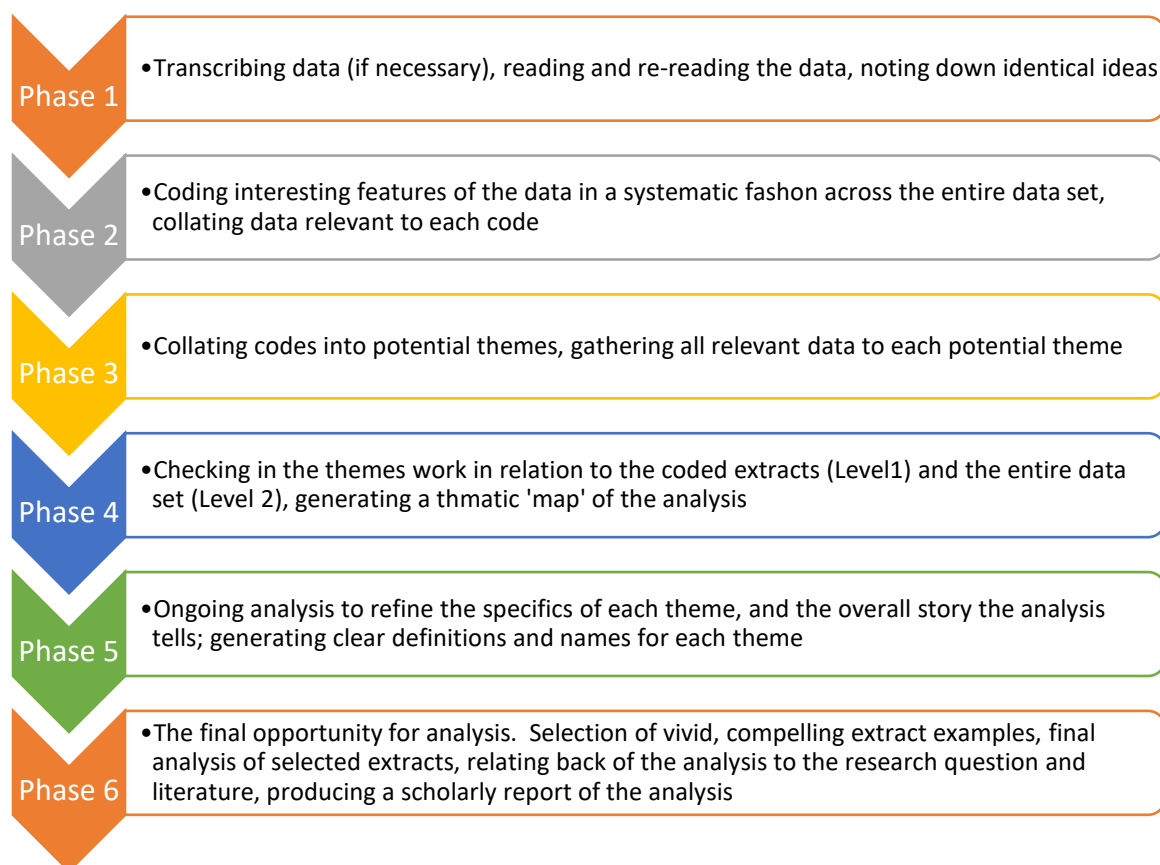 Phase 1
•Transcribing data (if necessary), reading and re-reading the data, noting down identical ideas
Phase 2
•Coding interesting features of the data in a systematic fashon across the entire data set,
collating data relevant to each code
Phase 3
•Collating codes into potential themes, gathering all relevant data to each potential theme
Phase 4
•Checking in the themes work in relation to the coded extracts (Level1) and the entire data
set (Level 2), generating a thmatic 'map' of the analysis
Phase 5
•Ongoing analysis to refine the specifics of each theme, and the overall story the analysis
tells; generating clear definitions and names for each theme
Phase 6
•The final opportunity for analysis.  Selection of vivid, compelling extract examples, final
analysis of selected extracts, relating back of the analysis to the research question and
literature, producing a scholarly report of the analysis